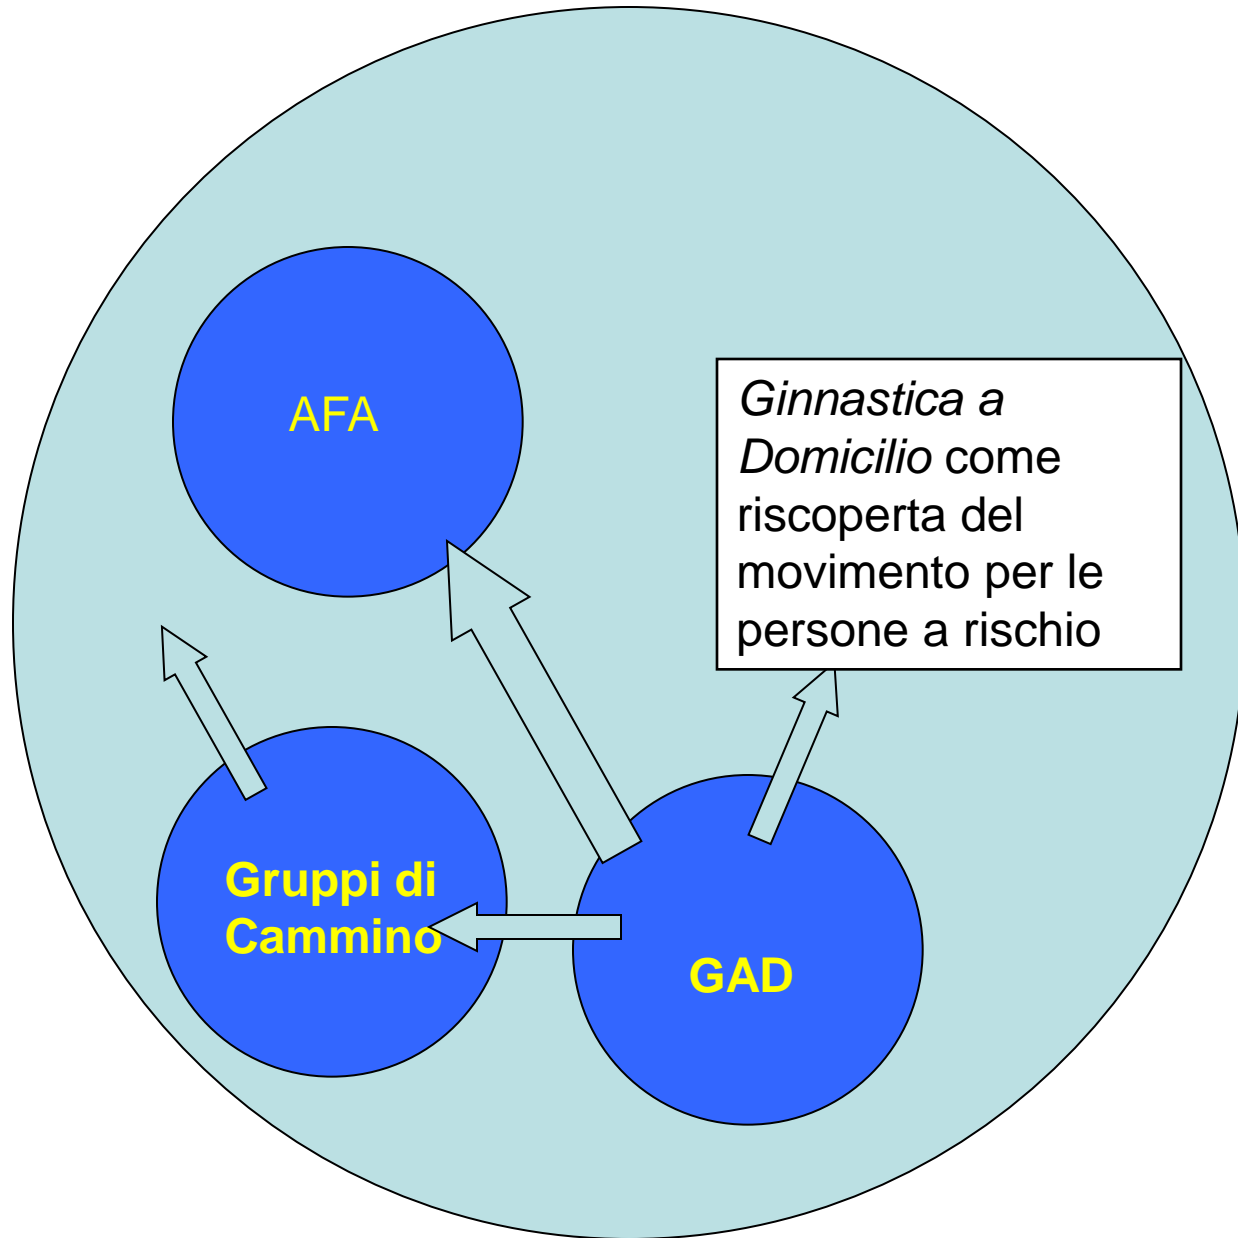 AFA
Ginnastica a
Domicilio come
riscoperta del
movimento per le
persone a rischio
Gruppi di
Cammino
GAD